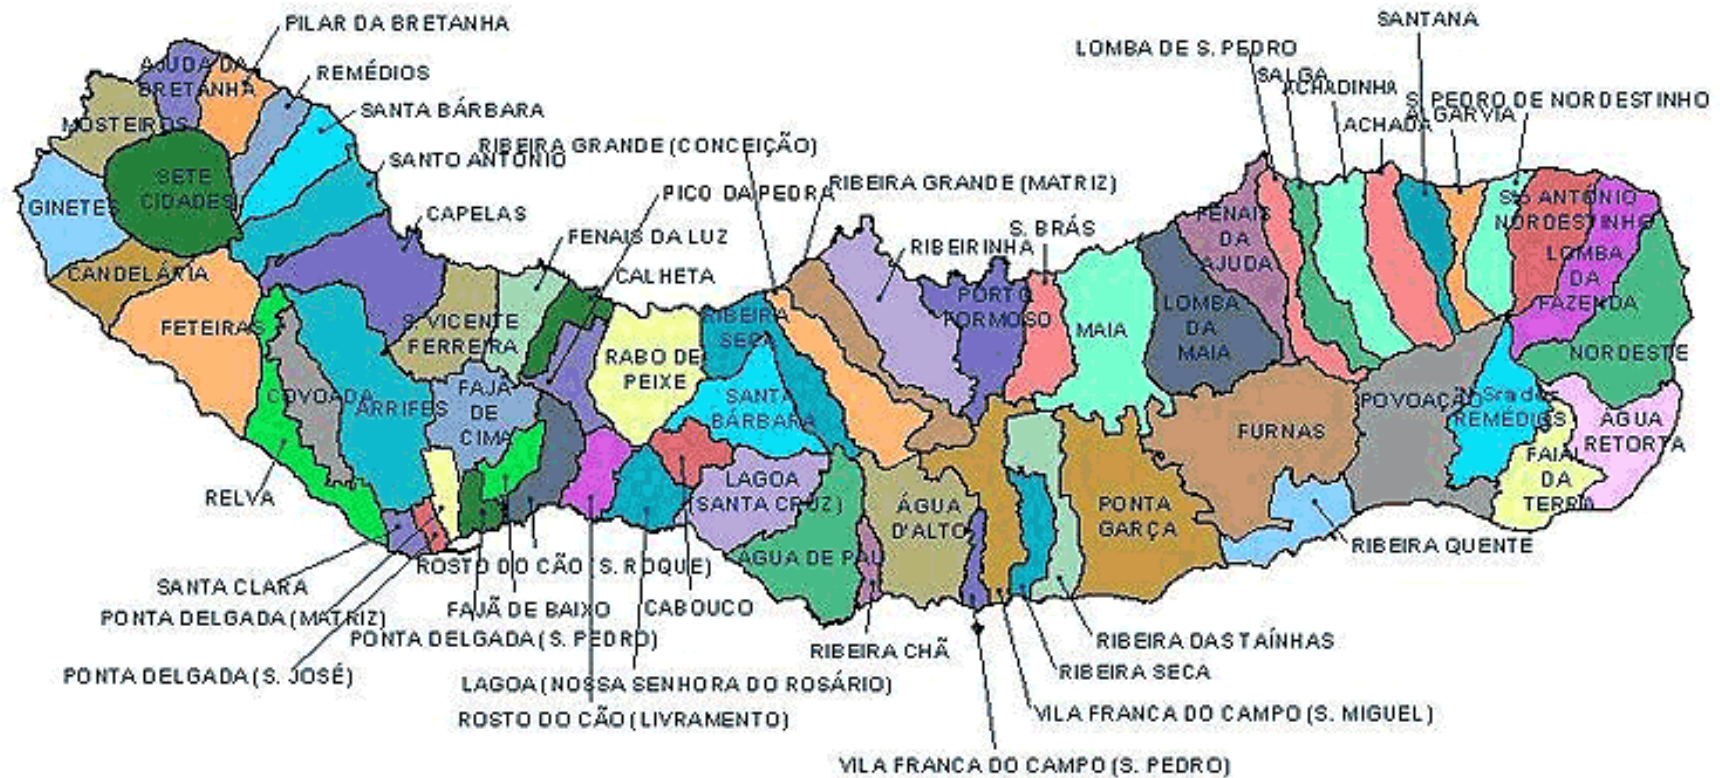 PILAR DA BRETANHA
AJUDA DA
BRETANHA
REMÉDIOS
SANTA BÁRBARA
MOSTEIROS
SANTO ANTÓNIO
SETE
CIDADES
GINETES
CAPELAS
CANDELÁRIA
FETEIRAS
RIBEIRA GRANDE (CONCEIÇÃO)
PICO DA PEDRA
RIBEIRA GRANDE (MATRIZ)
FENAIS DA LUZ
CALHETA
S. VICENTE
FERREIRA
RIBEIRA
SECA
RABO DE
PEIXE
RIBEIRINHA
S. BRÁS
PORTO
FORMOSO
MAIA
LOMBA
DA
MAIA
LOMBA DE S. PEDRO
SALGA
ACHADINHA
SANTANA
ACHADA
ALGARVIA
S. PEDRO DE NORDESTINHO
FENAIS
DA
AJUDA
STO ANTÓNIO
NORDESTINHO
LOMBA
DA
FAZENDA
NORDESTE
COVOADA
ARRIFES
FAJÃ
DE
CIMA
SANTA
BÁRBARA
FURNAS
POVOAÇÃO
Sra dos
REMÉDIOS
ÁGUA
RETORTA
FAIAL
DA
TERRA
RELVA
LAGOA
(SANTA CRUZ)
ÁGUA
D'ALTO
PONTA
GARÇA
RIBEIRA QUENTE
ÁGUA DE PAU
ROSTO DO CÃO (S. ROQUE)
SANTA CLARA
FAJÃ DE BAIXO
CABOUCO
PONTA DELGADA (MATRIZ)
PONTA DELGADA (S. PEDRO)
RIBEIRA CHÃ
RIBEIRA DAS TAÍNHAS
RIBEIRA SECA
PONTA DELGADA (S. JOSÉ)
LAGOA (NOSSA SENHORA DO ROSÁRIO)
ROSTO DO CÃO (LIVRAMENTO)
VILA FRANCA DO CAMPO (S. MIGUEL)
VILA FRANCA DO CAMPO (S. PEDRO)